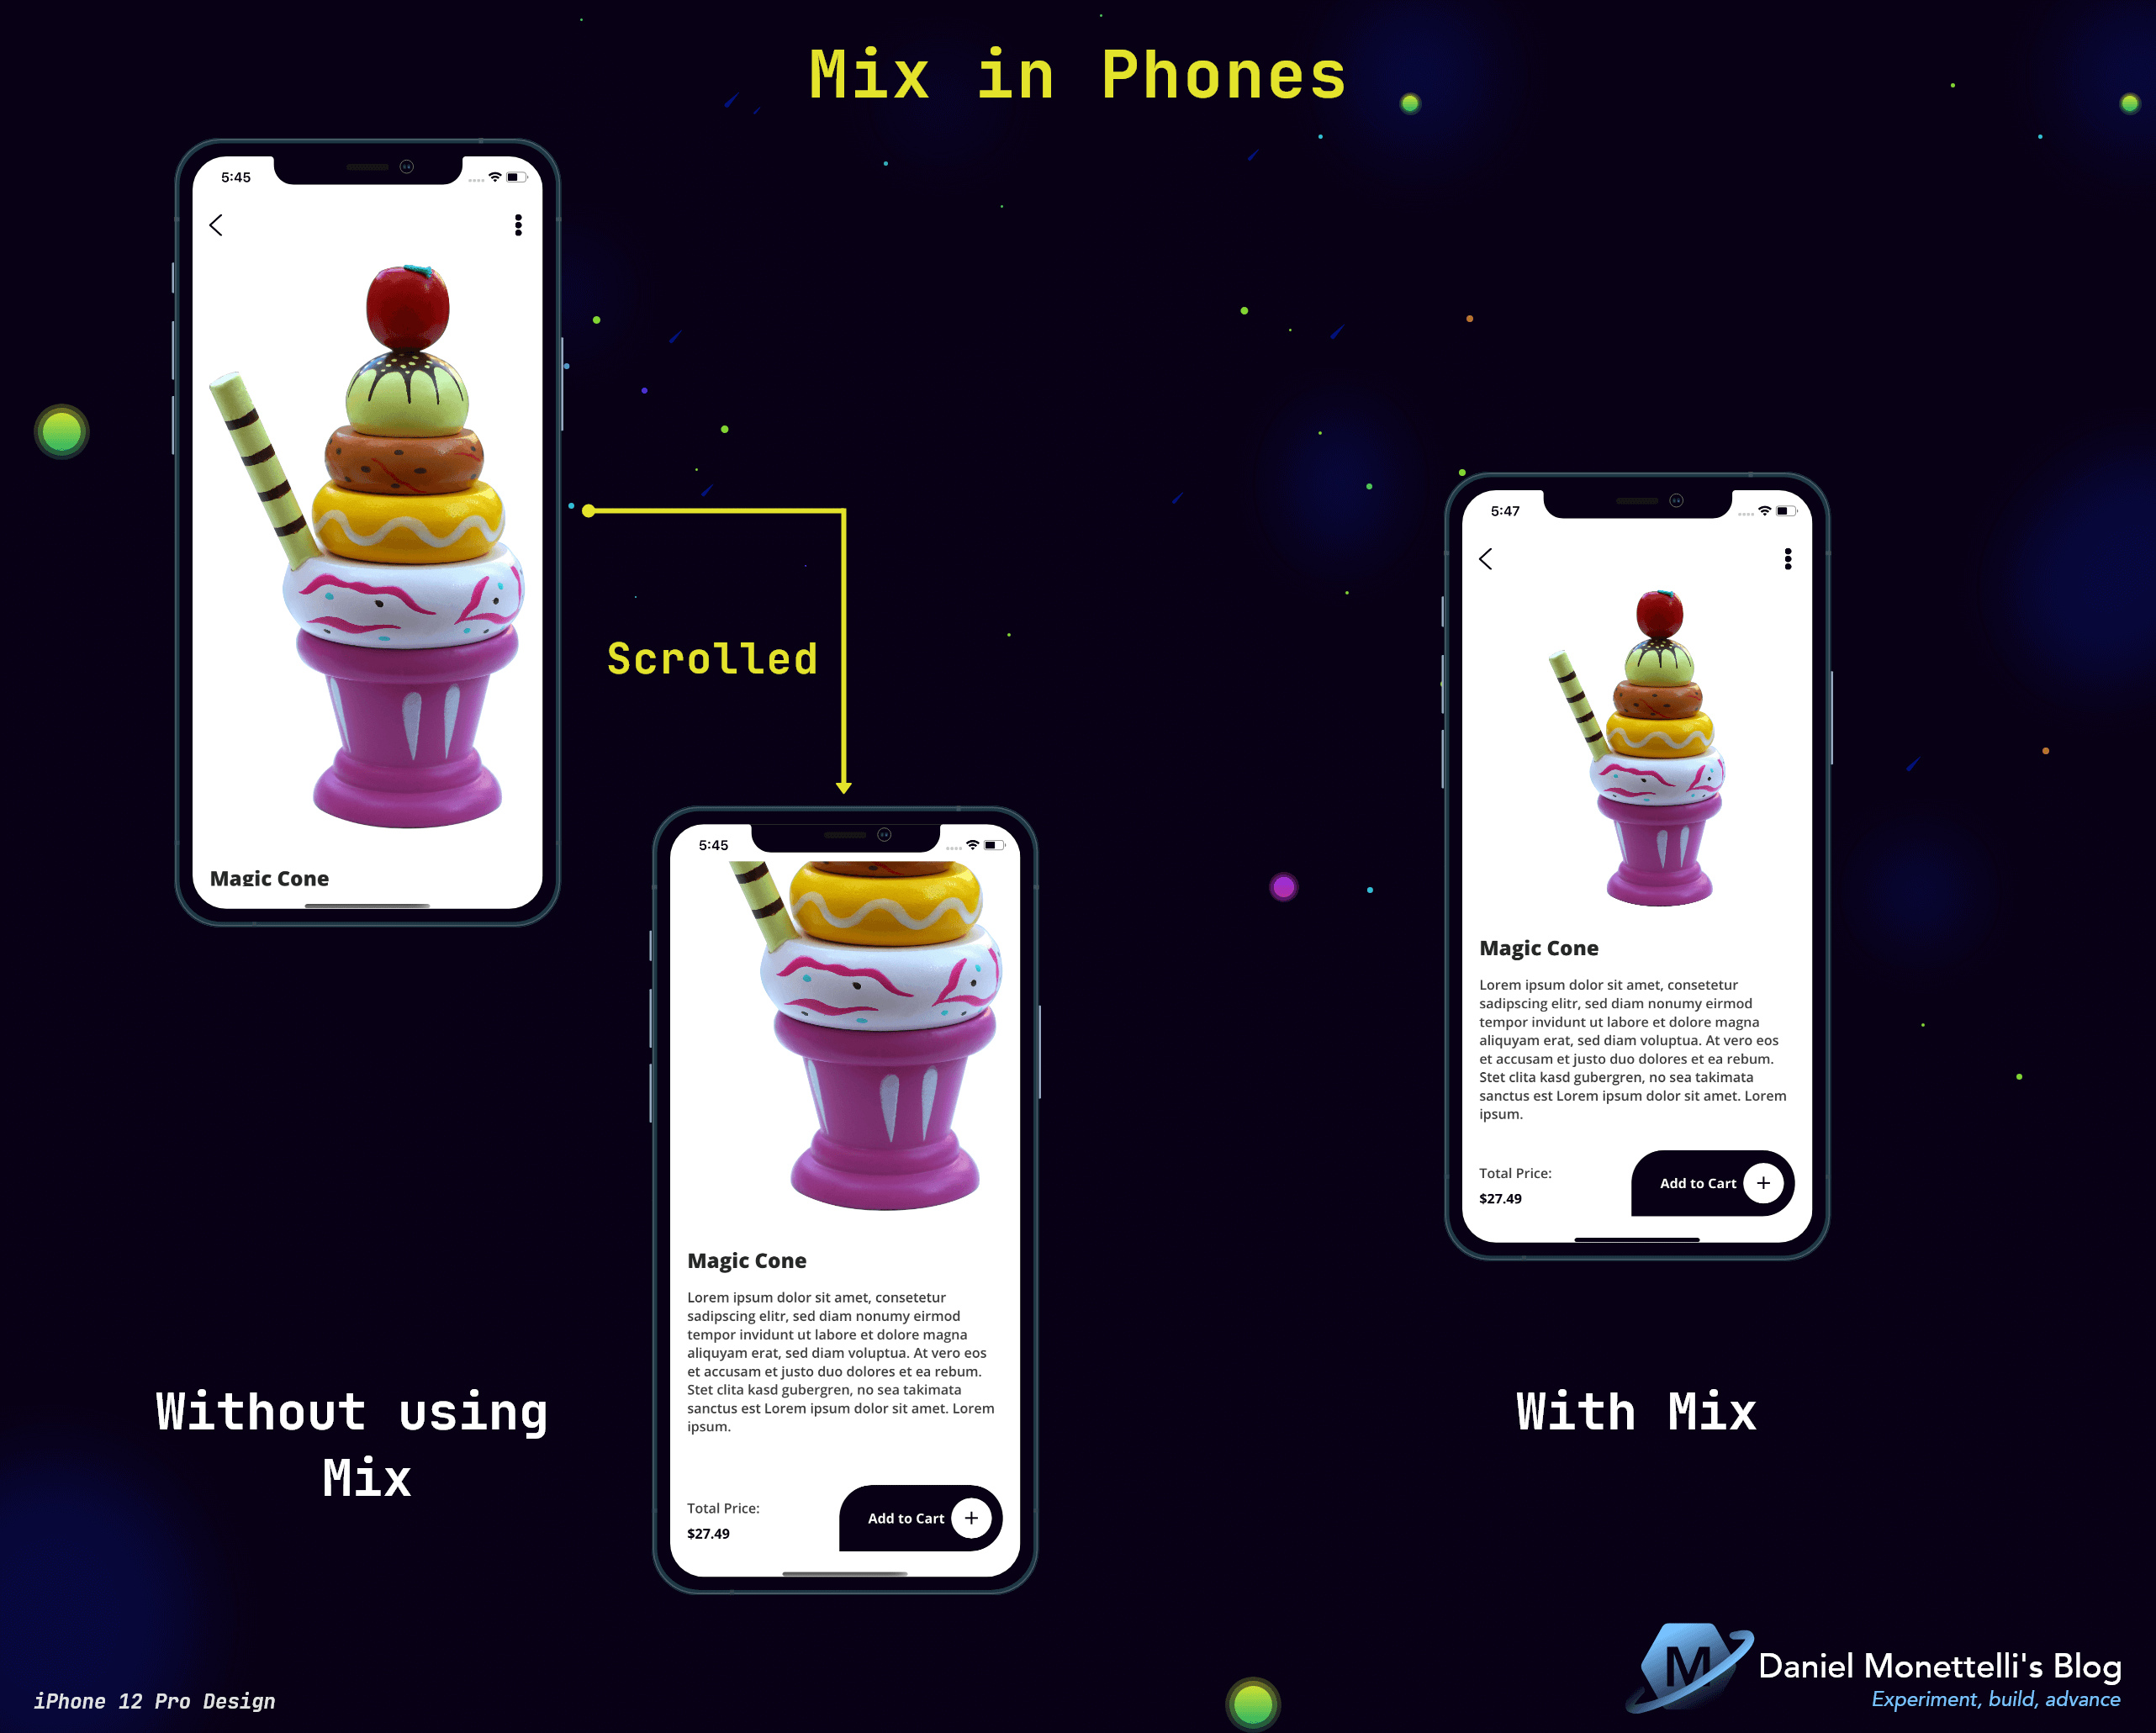 Mix in Phones
5:45
Magic Cone
Scrolled
5:45
Magic Cone
Lorem ipsum dolor sit amet, consetetur
sadipscing elitr, sed diam nonumy eirmod
tempor invidunt ut labore et dolore magna
aliquyam erat, sed diam voluptua. At vero eos
et accusam et justo duo dolores et ea rebum.
Stet clita kasd gubergren, no sea takimata
sanctus est Lorem ipsum dolor sit amet. Lorem
ipsum.
Total Price:
$27.49
Add to Cart
Without using
Mix
5:47
Magic Cone
Lorem ipsum dolor sit amet, consetetur
sadipscing elitr, sed diam nonumy eirmod
tempor invidunt ut labore et dolore magna
aliquyam erat, sed diam voluptua. At vero eos
et accusam et justo duo dolores et ea rebum.
Stet clita kasd gubergren, no sea takimata
sanctus est Lorem ipsum dolor sit amet. Lorem
ipsum.
Total Price:
$27.49
Add to Cart
With Mix
iPhone 12 Pro Design
M
Daniel Monettelli's Blog
Experiment, build, advance